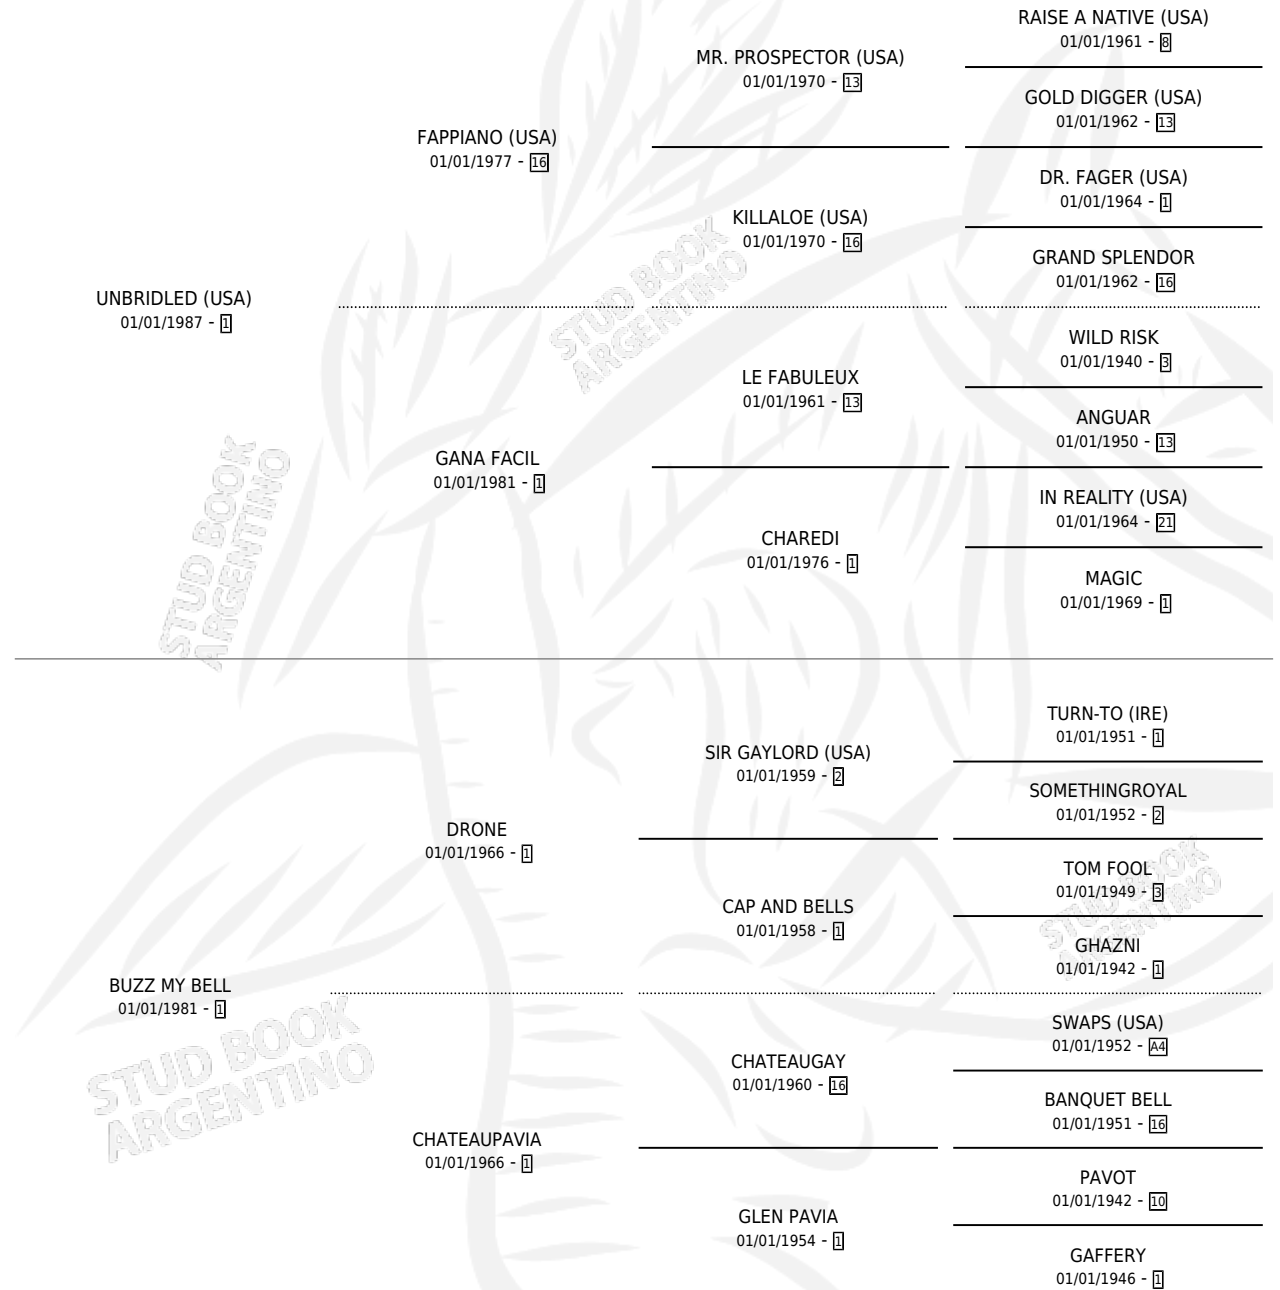 RAISE A NATIVE (USA)
01/01/1961 - 8
MR. PROSPECTOR (USA)
01/01/1970 - 13
GOLD DIGGER (USA)
01/01/1962 - 13
FAPPIANO (USA)
01/01/1977 - 16
DR. FAGER (USA)
01/01/1964 - 1
KILLALOE (USA)
01/01/1970 - 16
GRAND SPLENDOR
01/01/1962 - 16
UNBRIDLED (USA)
01/01/1987 - 1
STUD BOOK
ARGENTINO
WILD RISK
01/01/1940 - 3
LE FABULEUX
01/01/1961 - 13
ANGUAR
01/01/1950 - 13
GANA FACIL
01/01/1981 - 1
IN REALITY (USA)
01/01/1964 - 21
CHAREDI
01/01/1976 - 1
MAGIC
01/01/1969 - 1
STUD BOOK
ARGENTINO
TURN-TO (IRE)
01/01/1951 - 1
SIR GAYLORD (USA)
01/01/1959 - 2
SOMETHINGROYAL
01/01/1952 - 2
DRONE
01/01/1966 - 1
TOM FOOL
01/01/1949 - 3
CAP AND BELLS
01/01/1958 - 1
STUD BOOK
ARGENTINO
GHAZNI
01/01/1942 - 1
BUZZ MY BELL
01/01/1981 - 1
STUD BOOK
ARGENTINO
SWAPS (USA)
01/01/1952 - A4
CHATEAUGAY
01/01/1960 - 16
BANQUET BELL
01/01/1951 - 16
CHATEAUPAVIA
01/01/1966 - 1
PAVOT
01/01/1942 - 10
GLEN PAVIA
01/01/1954 - 1
GAFFERY
01/01/1946 - 1